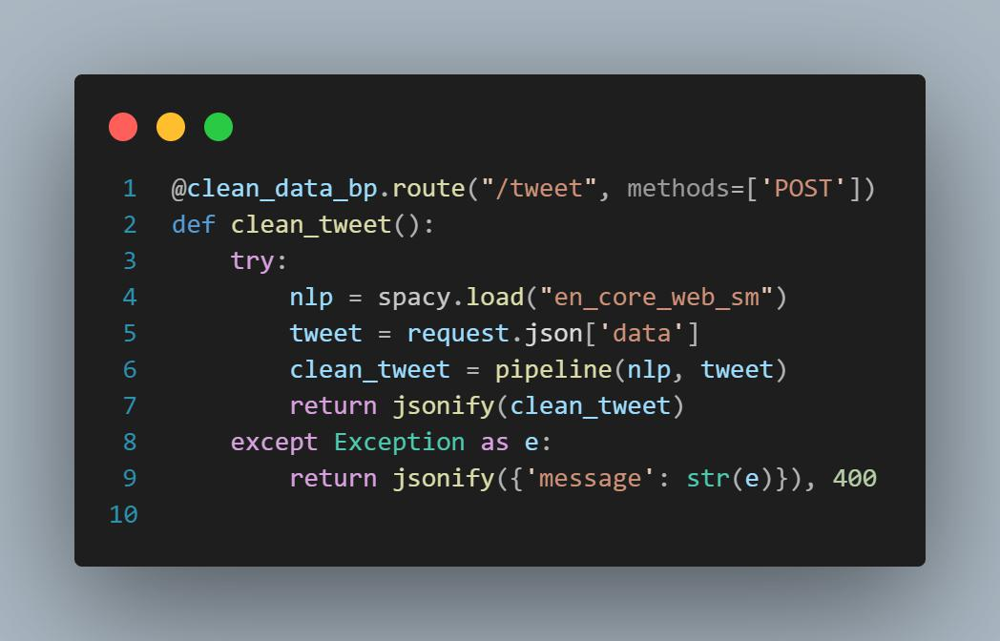 1 @clean_data_bp.route("/tweet", methods=['POST'])
2 def clean_tweet():
3     try:
4         nlp = spacy.load("en_core_web_sm")
5         tweet = request.json['data']
6         clean_tweet = pipeline(nlp, tweet)
7         return jsonify(clean_tweet)
8     except Exception as e:
9         return jsonify({'message': str(e)}), 400
10